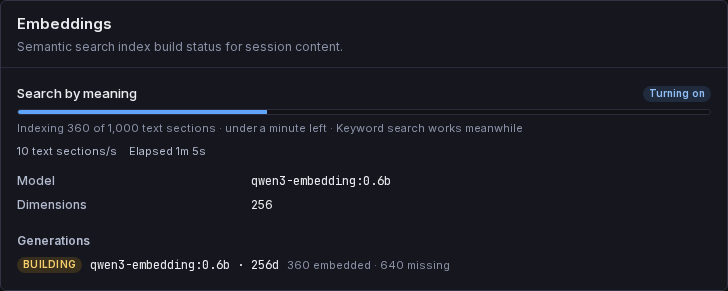 Embeddings
Semantic search index build status for session content.
Search by meaning
Turning on
Indexing 360 of 1,000 text sections · under a minute left · Keyword search works meanwhile
10 text sections/s Elapsed 1m 5s
Model qwen3-embedding:0.6b
Dimensions 256
Generations
BUILDING qwen3-embedding:0.6b · 256d 360 embedded · 640 missing